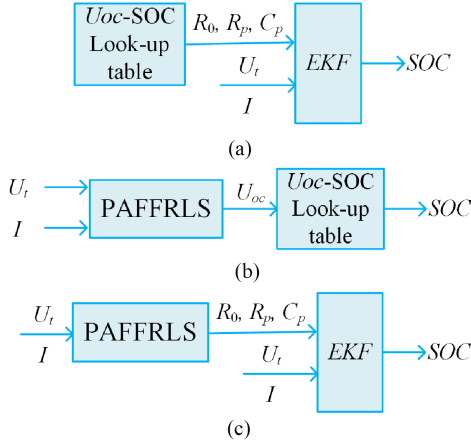 Uoc-SOC
Look-up
table
R₀, Rₚ, Cₚ
Uₜ
I
EKF
SOC
(a)
Uₜ
I
PAFFRLS
Uₒc
Uoc-SOC
Look-up
table
SOC
(b)
Uₜ
I
PAFFRLS
R₀, Rₚ, Cₚ
Uₜ
I
EKF
SOC
(c)